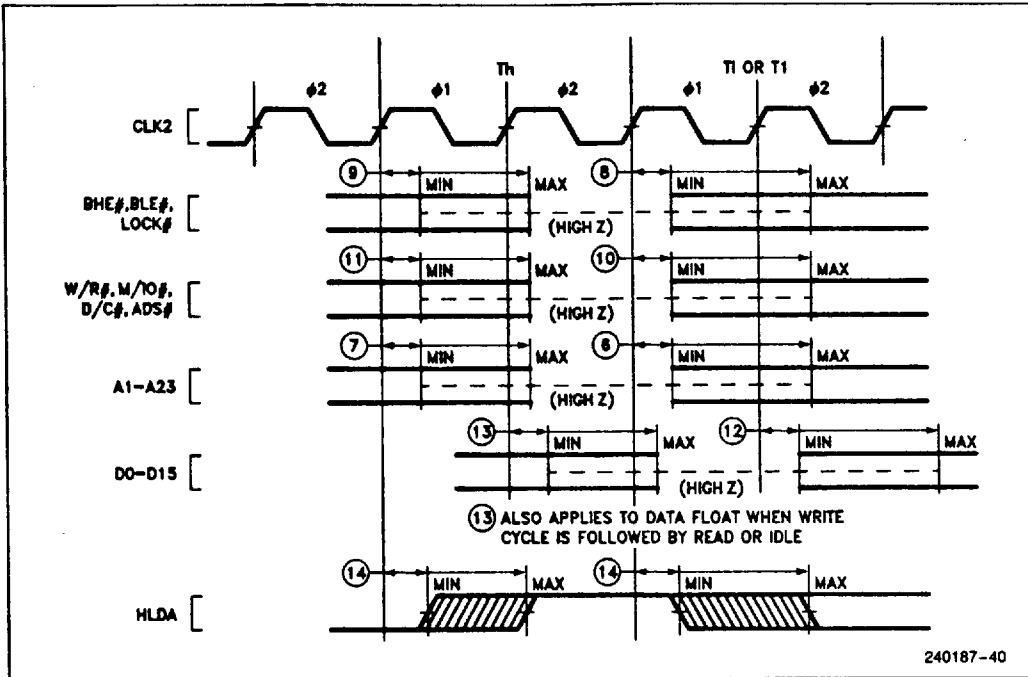 Th
TI OR T1
ϕ2
ϕ1
ϕ2
ϕ1
ϕ2
CLK2
9
MIN
MAX
8
MIN
MAX
BHE#,BLE#,
LOCK#
(HIGH Z)
11
MIN
MAX
10
MIN
MAX
W/R#,M/IO#,
D/C#,ADS#
(HIGH Z)
7
MIN
MAX
6
MIN
MAX
A1-A23
(HIGH Z)
13
MIN
MAX
12
MIN
MAX
D0-D15
(HIGH Z)
13 ALSO APPLIES TO DATA FLOAT WHEN WRITE
CYCLE IS FOLLOWED BY READ OR IDLE
14
MIN
MAX
14
MIN
MAX
HLDA
240187-40